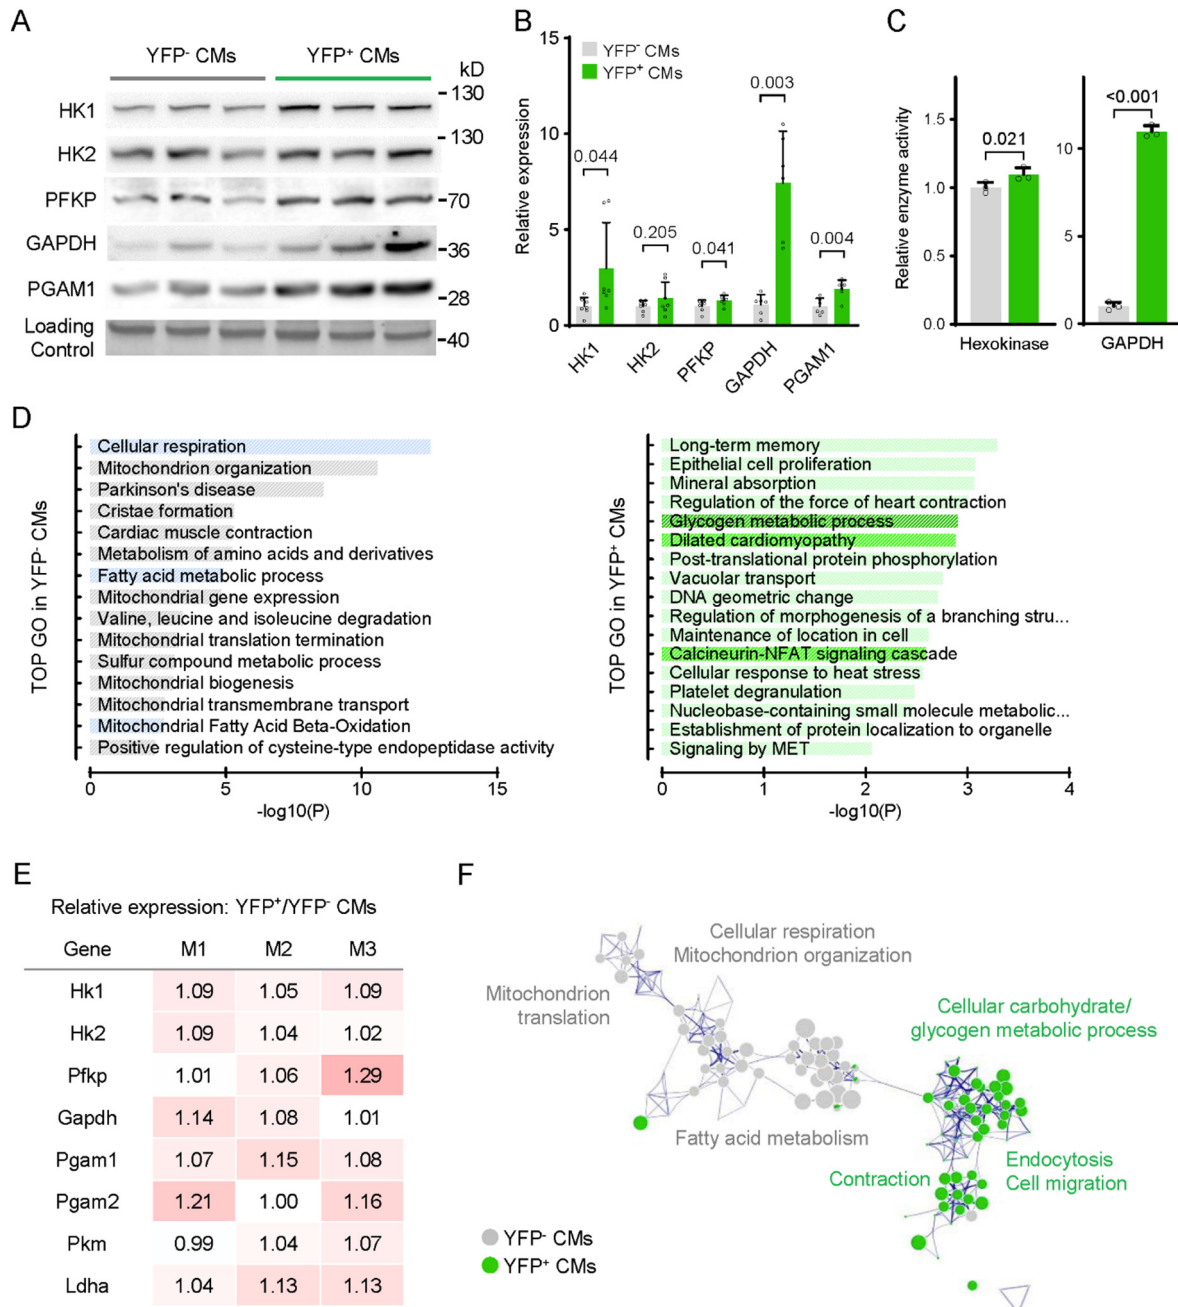 A
YFP- CMs
YFP+ CMs
kD
HK1
130
HK2
130
PFKP
70
GAPDH
36
PGAM1
28
Loading
Control
40
B
15
10
5
0
Relative expression
YFP- CMs
YFP+ CMs
0.044
0.205
0.041
0.003
0.004
HK1
HK2
PFKP
GAPDH
PGAM1
C
Relative enzyme activity
1.5
1.0
0.5
0.0
0.021
Hexokinase
<0.001
10
5
0
GAPDH
D
TOP GO in YFP- CMs
Cellular respiration
Mitochondrion organization
Parkinson's disease
Cristae formation
Cardiac muscle contraction
Metabolism of amino acids and derivatives
Fatty acid metabolic process
Mitochondrial gene expression
Valine, leucine and isoleucine degradation
Mitochondrial translation termination
Sulfur compound metabolic process
Mitochondrial biogenesis
Mitochondrial transmembrane transport
Mitochondrial Fatty Acid Beta-Oxidation
Positive regulation of cysteine-type endopeptidase activity
0 5 10 15
-log10(P)
TOP GO in YFP+ CMs
Long-term memory
Epithelial cell proliferation
Mineral absorption
Regulation of the force of heart contraction
Glycogen metabolic process
Dilated cardiomyopathy
Post-translational protein phosphorylation
Vacuolar transport
DNA geometric change
Regulation of morphogenesis of a branching stru...
Maintenance of location in cell
Calcineurin-NFAT signaling cascade
Cellular response to heat stress
Platelet degranulation
Nucleobase-containing small molecule metabolic...
Establishment of protein localization to organelle
Signaling by MET
0 1 2 3 4
-log10(P)
E
Relative expression: YFP+/YFP- CMs
Gene M1 M2 M3
Hk1 1.09 1.05 1.09
Hk2 1.09 1.04 1.02
Pfkp 1.01 1.06 1.29
Gapdh 1.14 1.08 1.01
Pgam1 1.07 1.15 1.08
Pgam2 1.21 1.00 1.16
Pkm 0.99 1.04 1.07
Ldha 1.04 1.13 1.13
F
Cellular respiration
Mitochondrion organization
Mitochondrion
translation
Cellular carbohydrate/
glycogen metabolic process
Fatty acid metabolism
Contraction
Endocytosis
Cell migration
YFP- CMs
YFP+ CMs